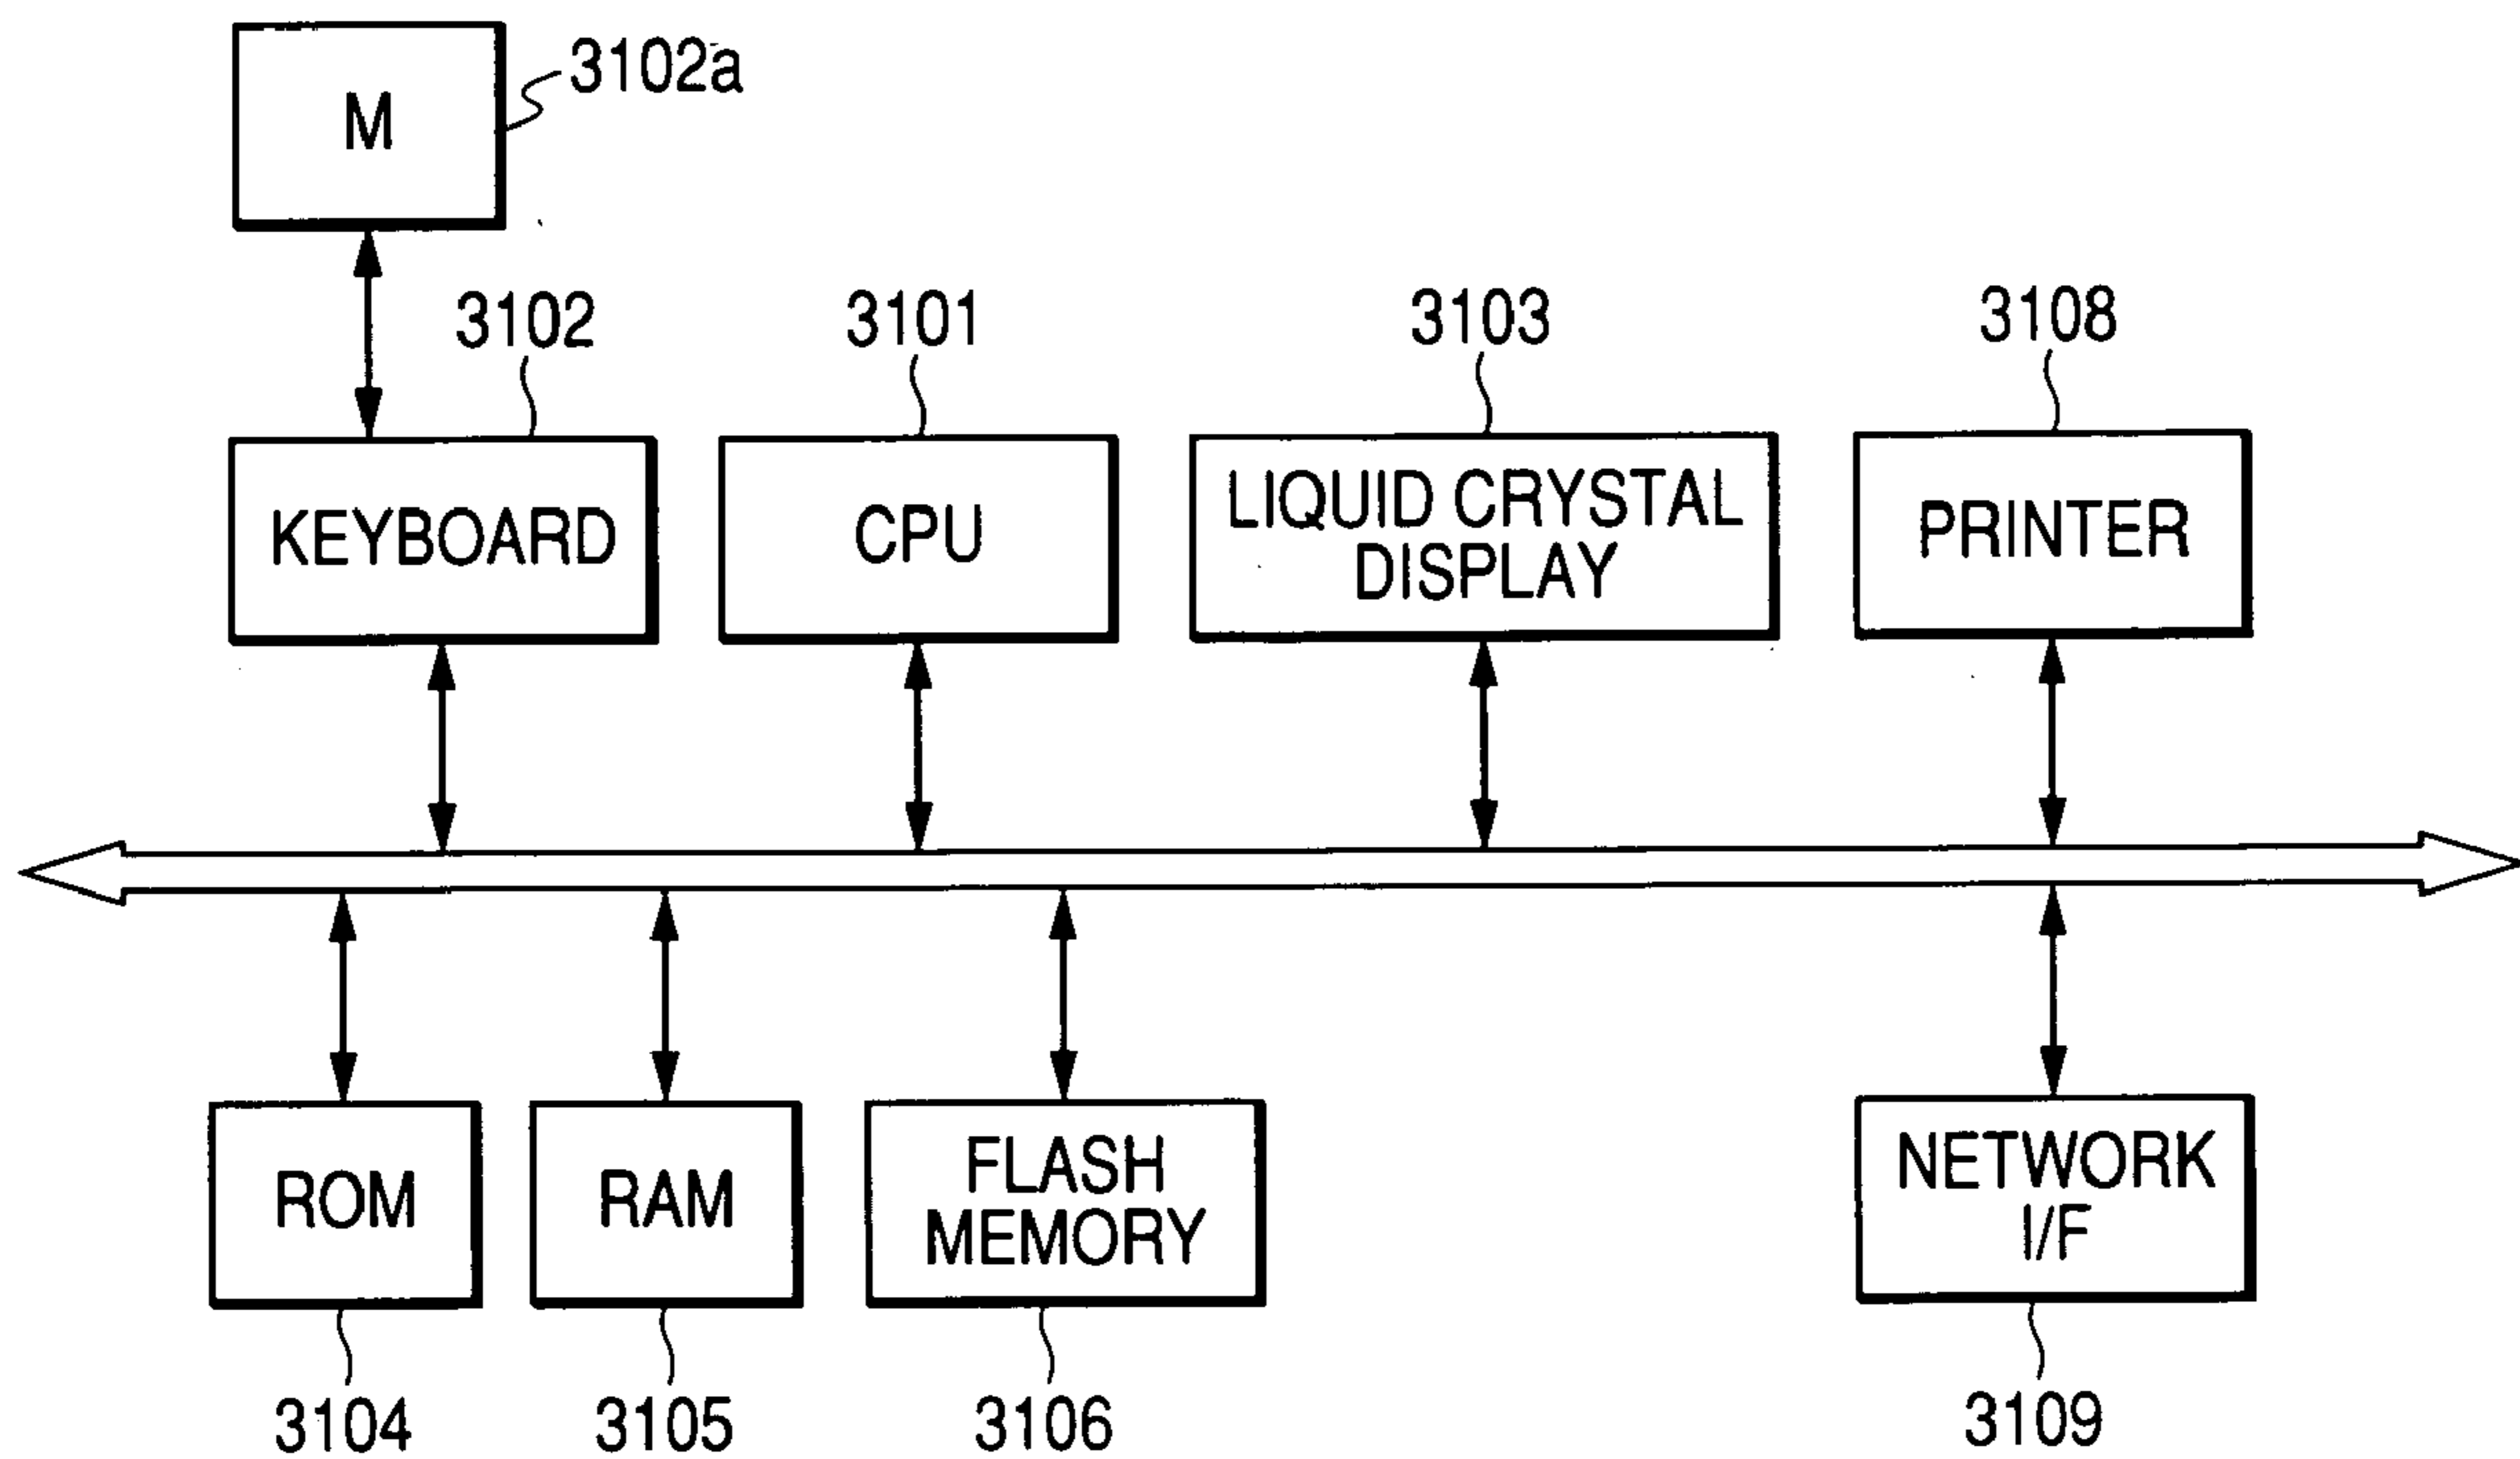 M
3102a
3102
3101
3103
3108
KEYBOARD
CPU
LIQUID CRYSTAL
DISPLAY
PRINTER
ROM
RAM
FLASH
MEMORY
NETWORK
I/F
3104
3105
3106
3109